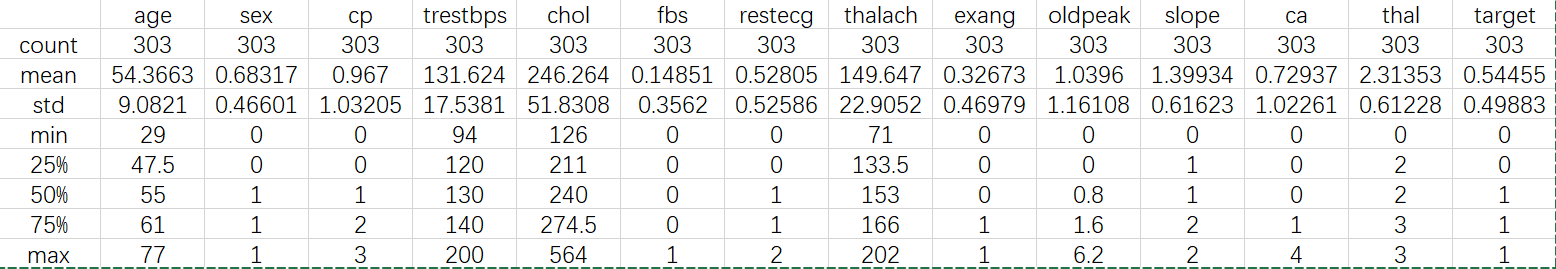 age sex cp trestbps chol fbs restecg thalach exang oldpeak slope ca thal target
count 303 303 303 303 303 303 303 303 303 303 303 303 303 303
mean 54.3663 0.68317 0.967 131.624 246.264 0.14851 0.52805 149.647 0.32673 1.0396 1.39934 0.72937 2.31353 0.54455
std 9.0821 0.46601 1.03205 17.5381 51.8308 0.3562 0.52586 22.9052 0.46979 1.16108 0.61623 1.02261 0.61228 0.49883
min 29 0 0 94 126 0 0 71 0 0 0 0 0 0
25% 47.5 0 0 120 211 0 0 133.5 0 0 1 0 2 0
50% 55 1 1 130 240 0 1 153 0 0.8 1 0 2 1
75% 61 1 2 140 274.5 0 1 166 1 1.6 2 1 3 1
max 77 1 3 200 564 1 2 202 1 6.2 2 4 3 1